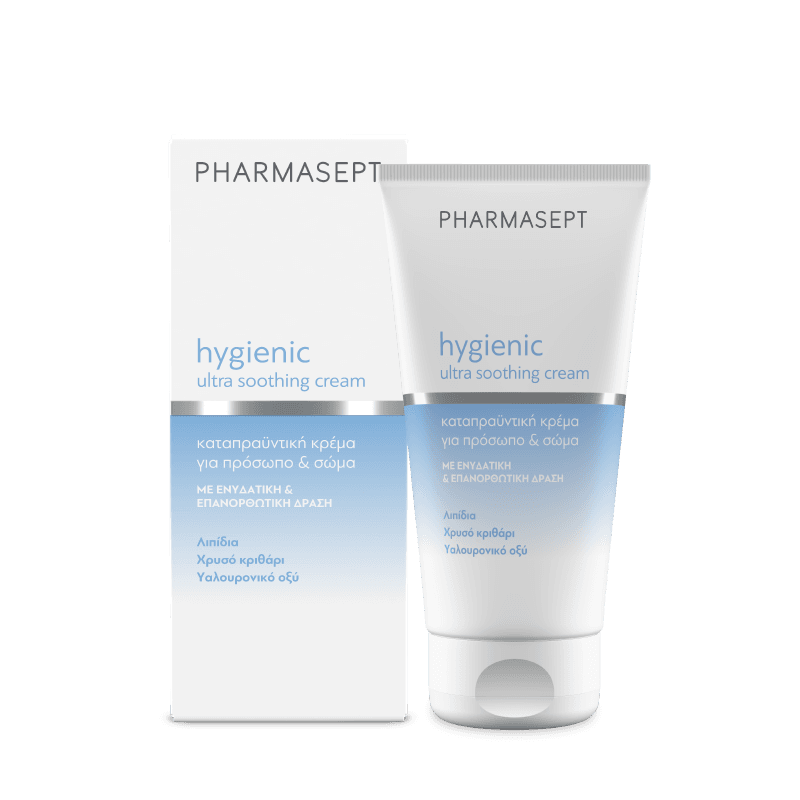 PHARMASEPT
hygienic
ultra soothing cream
καταπραϋντική κρέμα
για πρόσωπο & σώμα
ΜΕ ΕΝΥΔΑΤΙΚΗ &
ΕΠΑΝΟΡΘΩΤΙΚΗ ΔΡΑΣΗ
Λιπίδια
Χρυσό κριθάρι
Υαλουρονικό οξύ
PHARMASEPT
hygienic
ultra soothing cream
καταπραϋντική κρέμα
για πρόσωπο & σώμα
ΜΕ ΕΝΥΔΑΤΙΚΗ
& ΕΠΑΝΟΡΘΩΤΙΚΗ ΔΡΑΣΗ
Λιπίδια
Χρυσό κριθάρι
Υαλουρονικό οξύ